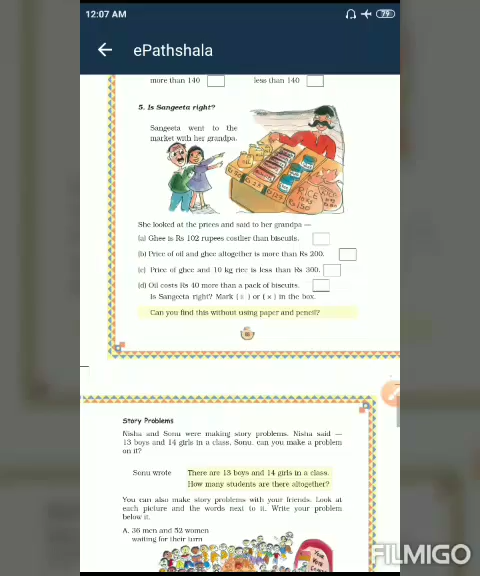 12:07 AM
79
ePathshala
more than 140
less than 140
5. Is Sangeeta right?
Sangeeta went to the
market with her grandpa.
RICE
She looked at the prices and said to her grandpa —
(a) Ghee is Rs 102 rupees costlier than biscuits.
(b) Price of oil and ghee altogether is more than Rs 200.
(c) Price of ghee and 10 kg rice is less than Rs 300.
(d) Oil costs Rs 40 more than a pack of biscuits.
Is Sangeeta right? Mark
in the box.
Can you find this without using paper and pencil?
Story Problems
Nisha and Sonu were making story problems. Nisha said —
13 boys and 14 girls in a class. Sonu, can you make a problem
on it?
Sonu wrote
There are 13 boys and 14 girls in a class.
How many students are there altogether?
You can also make story problems with your friends. Look at
each picture and the words next to it. Write your problem
below it.
A. 36 men and 52 women
waiting for their turn
FILMIGO